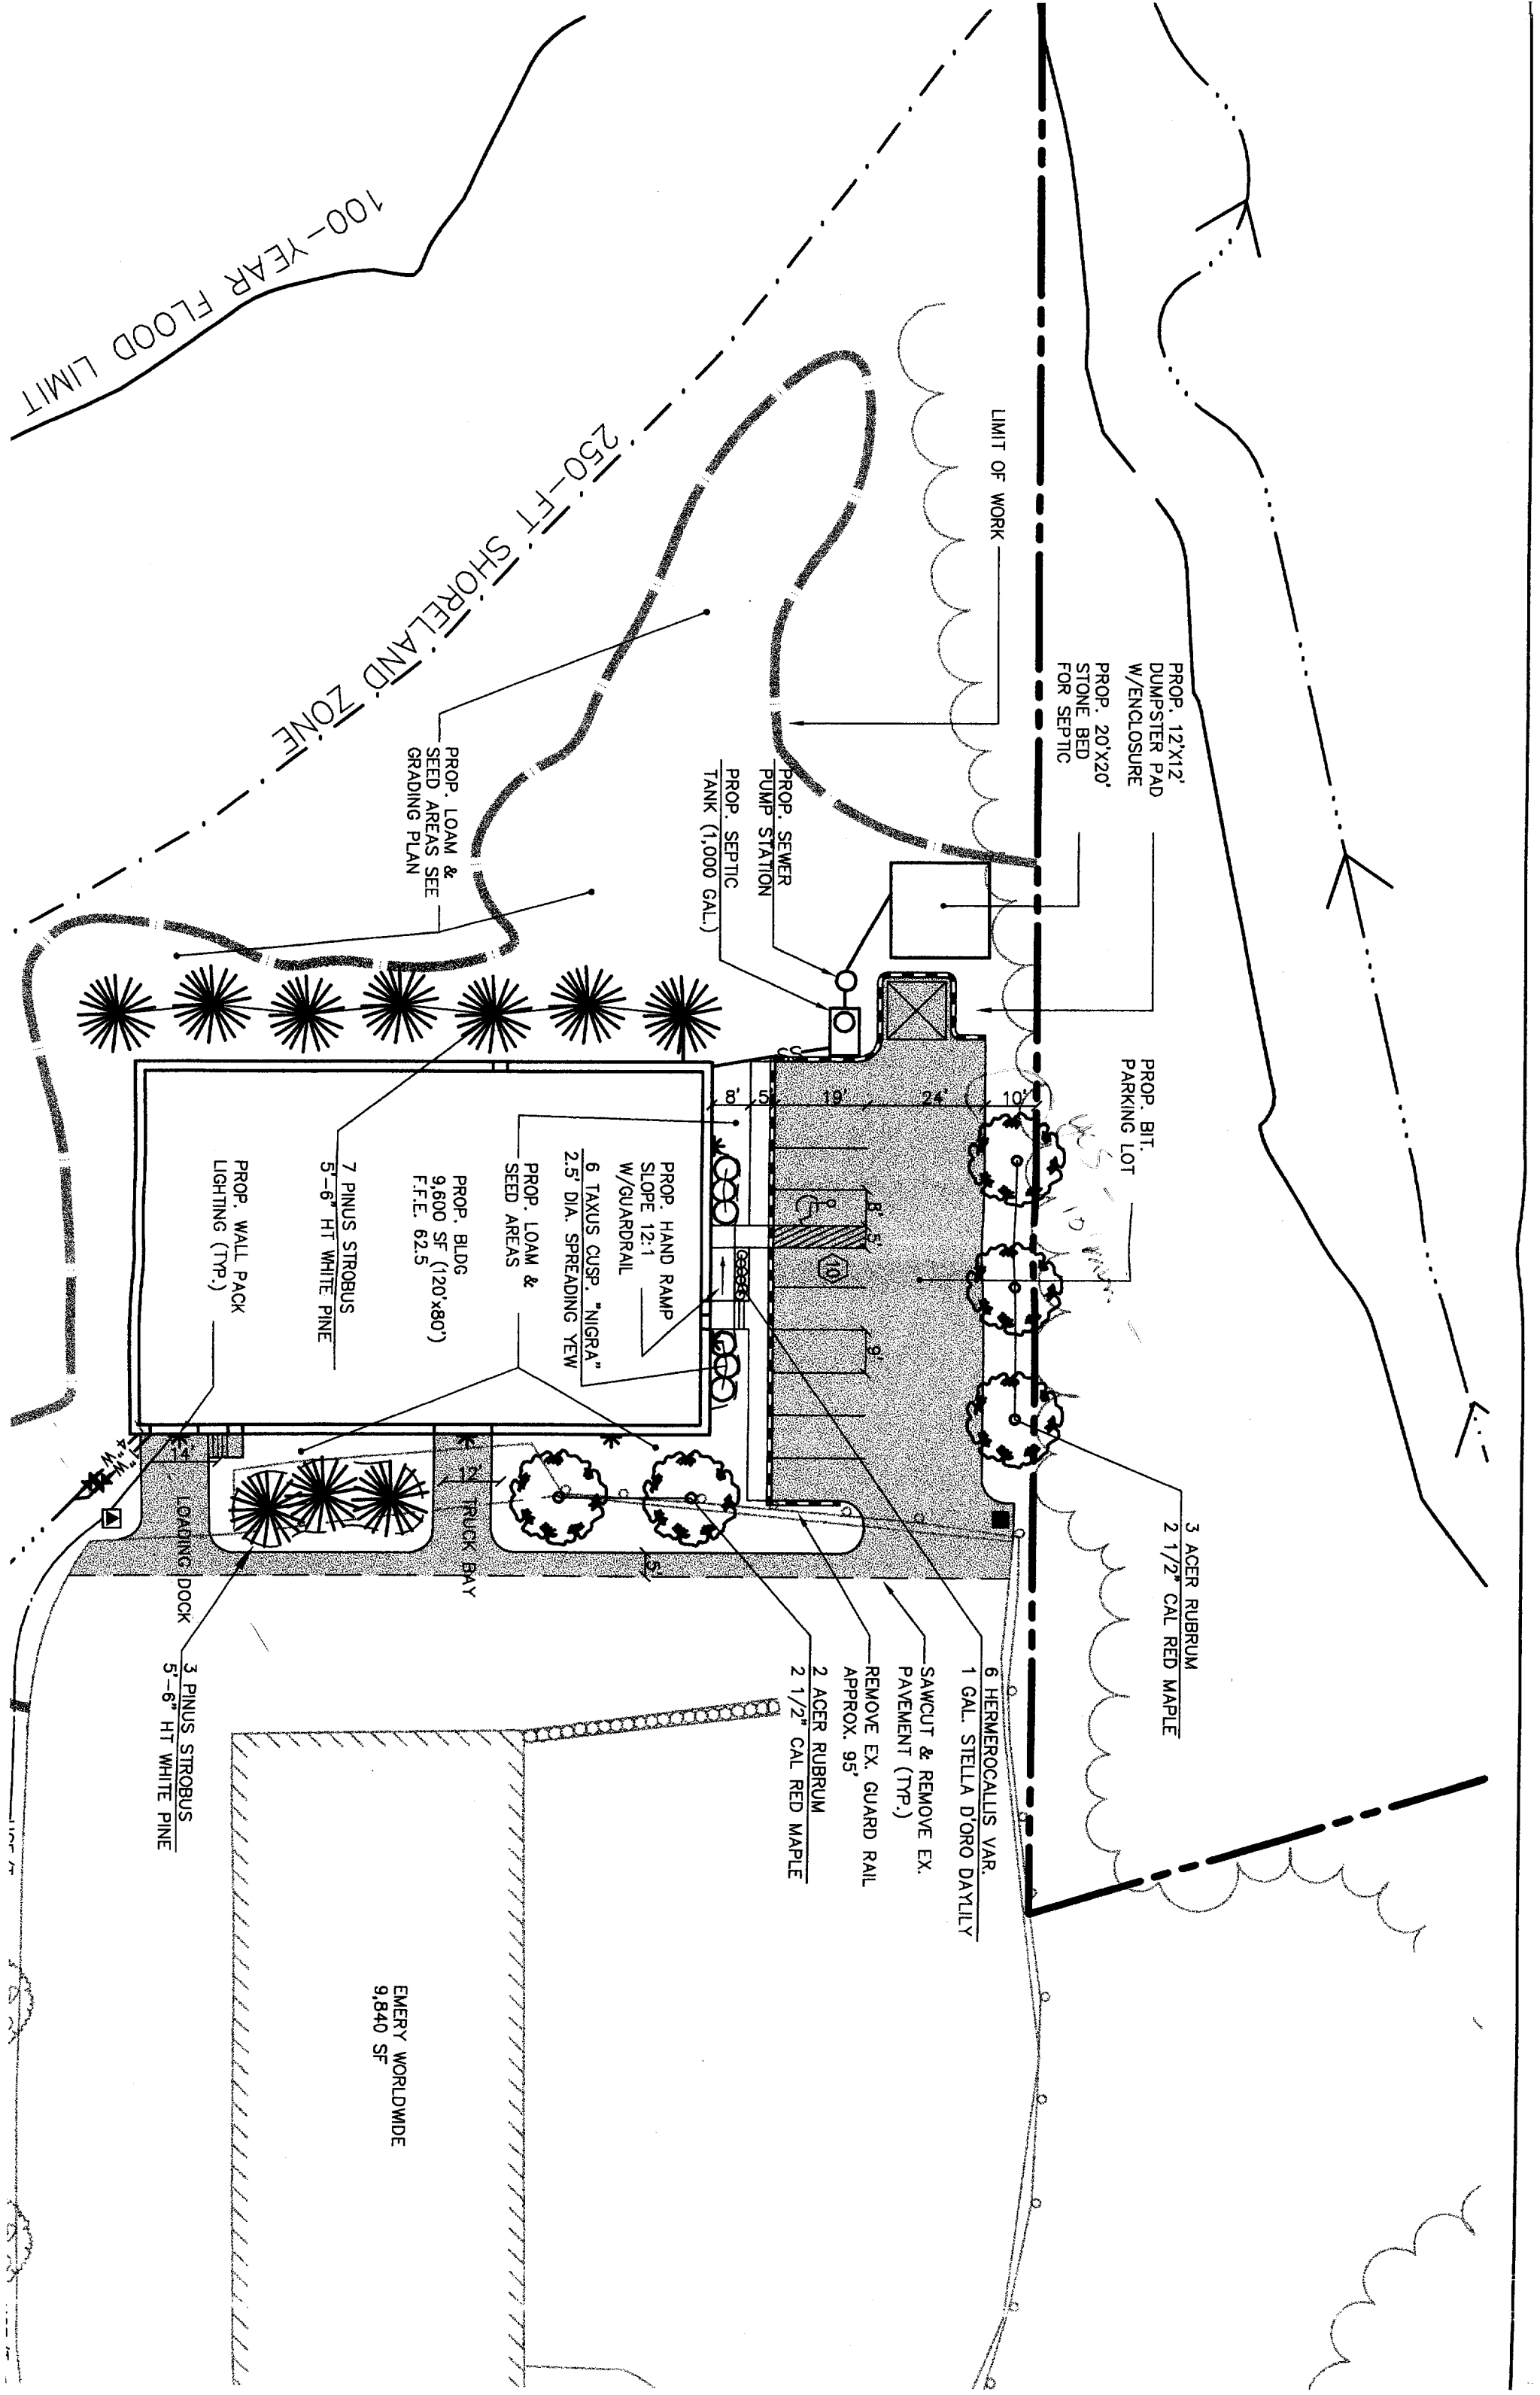 100-YEAR FLOOD LIMIT
250-FT SHORELAND ZONE
LIMIT OF WORK
PROP. 12'X12'
DUMPSTER PAD
W/ENCLOSURE
PROP. 20'X20'
STONE BED
FOR SEPTIC
PROP. SEWER
PUMP STATION
PROP. SEPTIC
TANK (1,000 GAL.)
PROP. LOAM &
SEED AREAS SEE
GRADING PLAN
PROP. BIT.
PARKING LOT
10 min
8'
5'
19'
24'
10'
8'
5'
10
9'
PROP. HAND RAMP
SLOPE 12:1
W/GUARDRAIL
6 TAXUS CUSP. "NIGRA"
2.5' DIA. SPREADING YEW
PROP. LOAM &
SEED AREAS
PROP. BLDG
9,600 SF (120'x80')
F.F.E. 62.5
7 PINUS STROBUS
5'-6" HT WHITE PINE
PROP. WALL PACK
LIGHTING (TYP.)
3 ACER RUBRUM
2 1/2" CAL RED MAPLE
6 HERMEROCALLIS VAR.
1 GAL. STELLA D'ORO DAYLILY
SAWCUT & REMOVE EX.
PAVEMENT (TYP.)
REMOVE EX. GUARD RAIL
APPROX. 95'
2 ACER RUBRUM
2 1/2" CAL RED MAPLE
5'
12'
TRUCK BAY
14'
LOADING DOCK
4"W
3 PINUS STROBUS
5'-6" HT WHITE PINE
EMERY WORLDWIDE
9,840 SF